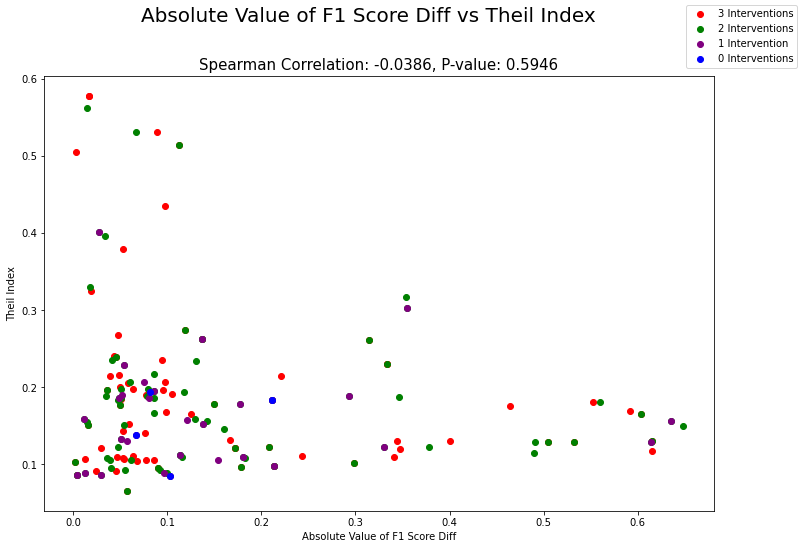 Absolute Value of F1 Score Diff vs Theil Index
3 Interventions
2 Interventions
1 Intervention
0 Interventions
Spearman Correlation: -0.0386, P-value: 0.5946
0.6
0.5
0.4
0.3
0.2
0.1
Theil Index
0.0 0.1 0.2 0.3 0.4 0.5 0.6
Absolute Value of F1 Score Diff